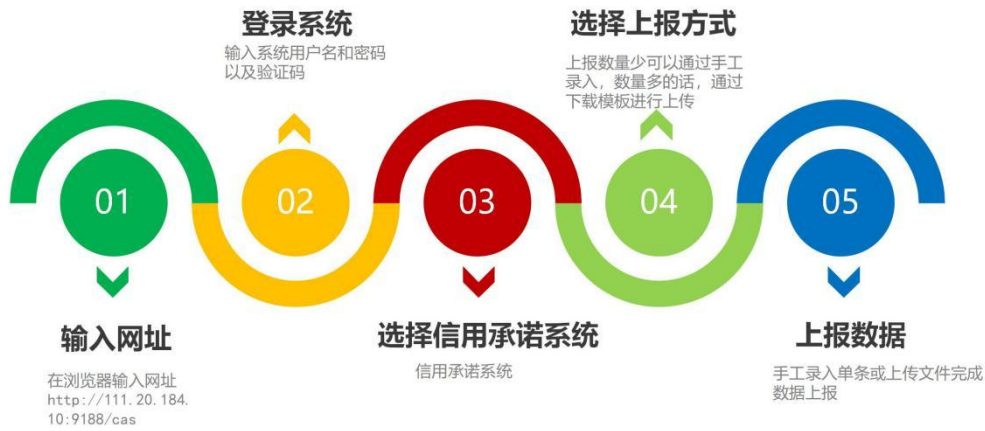 01
输入网址
在浏览器输入网址
http://111.20.184.
10:9188/cas
登录系统
输入系统用户名和密码
以及验证码
02
03
选择信用承诺系统
信用承诺系统
选择上报方式
上报数量少可以通过手工
录入，数量多的话，通过
下载模板进行上传
04
05
上报数据
手工录入单条或上传文件完成
数据上报